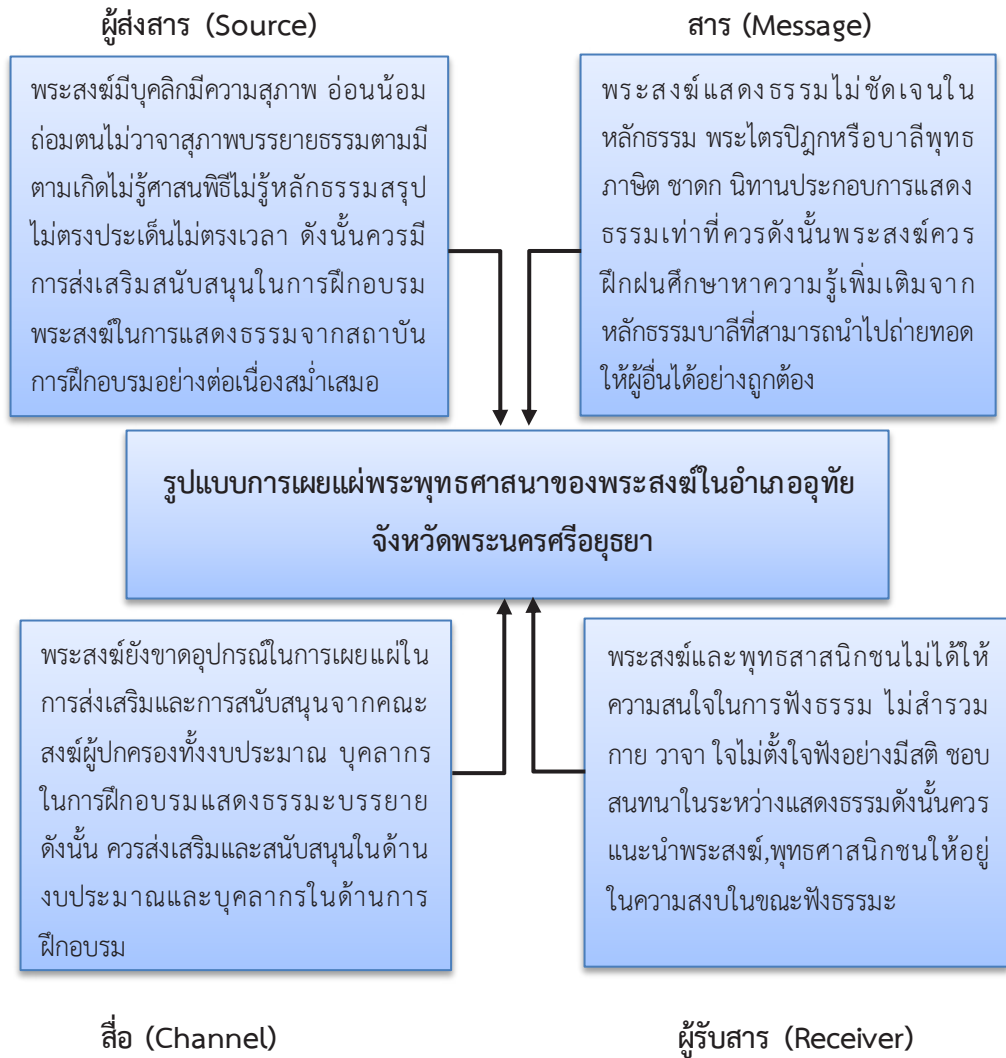 ผู้ส่งสาร (Source)
พระสงฆ์มีบุคลิกมีความสุภาพ อ่อนน้อม
ถ่อมตนไม่วาจาสุภาพบรรยายธรรมตามมี
ตามเกิดไม่รู้ศาสนพิธีไม่รู้หลักธรรมสรุป
ไม่ตรงประเด็นไม่ตรงเวลา ดังนั้นควรมี
การส่งเสริมสนับสนุนในการฝึกอบรม
พระสงฆ์ในการแสดงธรรมจากสถาบัน
การฝึกอบรมอย่างต่อเนื่องสม่ำเสมอ
สาร (Message)
พระสงฆ์แสดงธรรมไม่ชัดเจนใน
หลักธรรม พระไตรปิฎกหรือบาลีพุทธ
ภาษิต ชาดก นิทานประกอบการแสดง
ธรรมเท่าที่ควรดังนั้นพระสงฆ์ควร
ฝึกฝนศึกษาหาความรู้เพิ่มเติมจาก
หลักธรรมบาลีที่สามารถนำไปถ่ายทอด
ให้ผู้อื่นได้อย่างถูกต้อง
รูปแบบการเผยแผ่พระพุทธศาสนาของพระสงฆ์ในอำเภออุทัย
จังหวัดพระนครศรีอยุธยา
พระสงฆ์ยังขาดอุปกรณ์ในการเผยแผ่ใน
การส่งเสริมและการสนับสนุนจากคณะ
สงฆ์ผู้ปกครองทั้งงบประมาณ บุคลากร
ในการฝึกอบรมแสดงธรรมะบรรยาย
ดังนั้น ควรส่งเสริมและสนับสนุนในด้าน
งบประมาณและบุคลากรในด้านการ
ฝึกอบรม
สื่อ (Channel)
พระสงฆ์และพุทธสาสนิกชนไม่ได้ให้
ความสนใจในการฟังธรรม ไม่สำรวม
กาย วาจา ใจไม่ตั้งใจฟังอย่างมีสติ ชอบ
สนทนาในระหว่างแสดงธรรมดังนั้นควร
แนะนำพระสงฆ์,พุทธศาสนิกชนให้อยู่
ในความสงบในขณะฟังธรรมะ
ผู้รับสาร (Receiver)